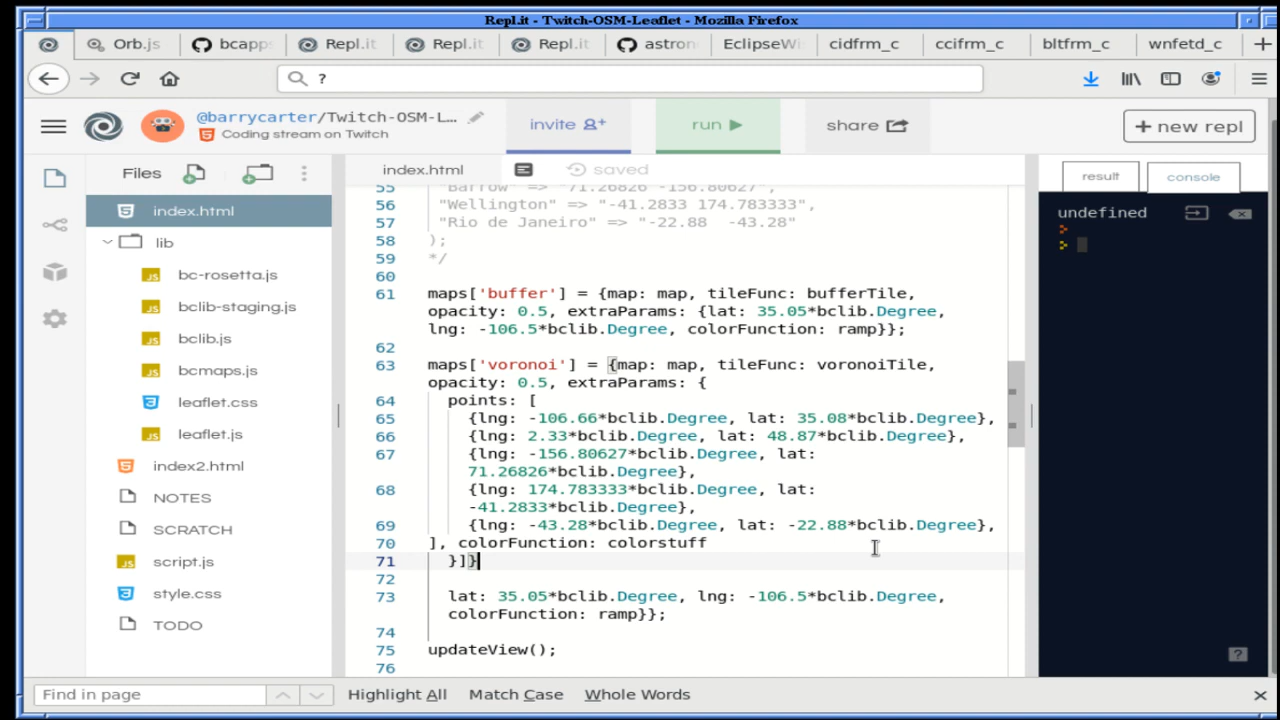 Repl.it - Twitch-OSM-Leaflet - Mozilla Firefox
Orb.js
bcapp
Repl.it
Repl.it
Repl.it
astron
EclipseWi
cidfrm_c
ccifrm_c
bltfrm_c
wnfetd_c
?
@barrycarter/Twitch-OSM-L...
Coding stream on Twitch
invite
run
share
+ new repl
Files
index.html
lib
bc-rosetta.js
bclib-staging.js
bclib.js
bcmaps.js
leaflet.css
leaflet.js
index2.html
NOTES
SCRATCH
script.js
style.css
TODO
index.html
saved
55 "Barrow" => "71.26826 -156.80627",
56 "Wellington" => "-41.2833 174.783333",
57 "Rio de Janeiro" => "-22.88  -43.28"
58 );
59 */
60
61 maps['buffer'] = {map: map, tileFunc: bufferTile,
opacity: 0.5, extraParams: {lat: 35.05*bclib.Degree,
lng: -106.5*bclib.Degree, colorFunction: ramp}};
62
63 maps['voronoi'] = {map: map, tileFunc: voronoiTile,
opacity: 0.5, extraParams: {
64 points: [
65 {lng: -106.66*bclib.Degree, lat: 35.08*bclib.Degree},
66 {lng: 2.33*bclib.Degree, lat: 48.87*bclib.Degree},
67 {lng: -156.80627*bclib.Degree, lat:
71.26826*bclib.Degree},
68 {lng: 174.783333*bclib.Degree, lat:
-41.2833*bclib.Degree},
69 {lng: -43.28*bclib.Degree, lat: -22.88*bclib.Degree},
70 ], colorFunction: colorstuff
71 }]}
72
73 lat: 35.05*bclib.Degree, lng: -106.5*bclib.Degree,
colorFunction: ramp}};
74
75 updateView();
76
result
console
undefined
>
>
?
Find in page
Highlight All
Match Case
Whole Words